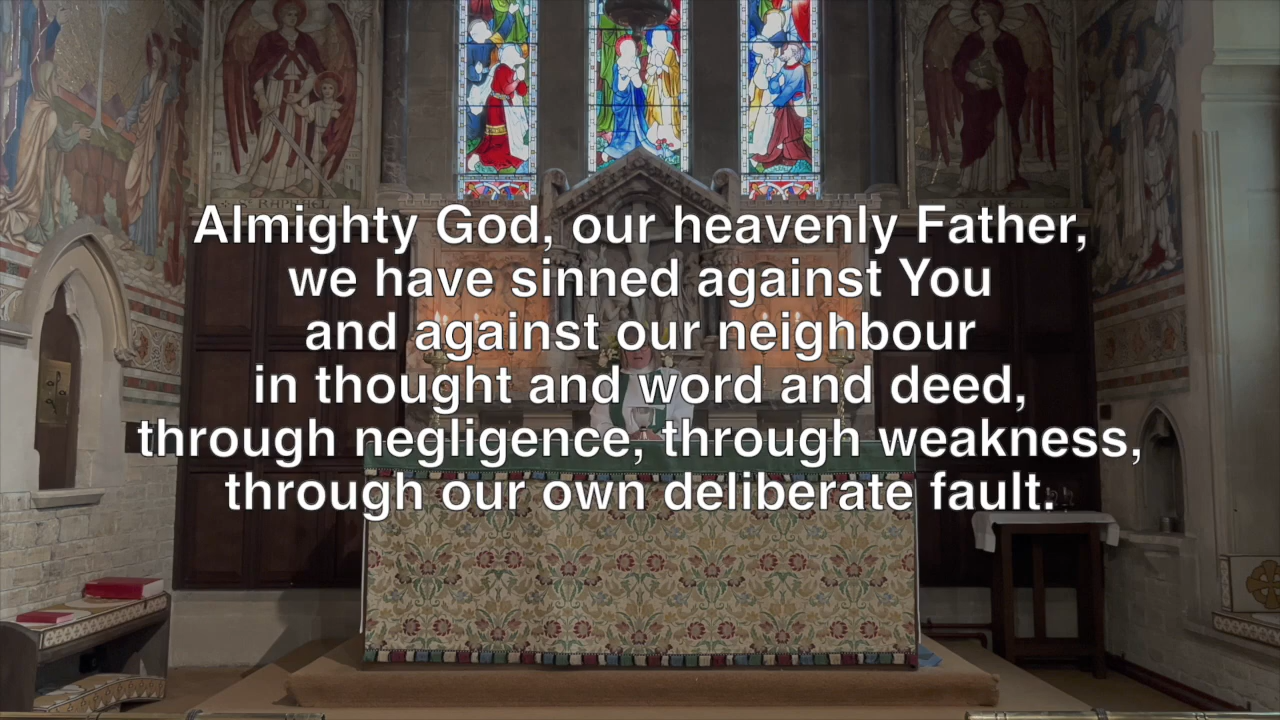 S RAPHAEL
Almighty God, our heavenly Father,
we have sinned against You
and against our neighbour
in thought and word and deed,
through negligence, through weakness,
through our own deliberate fault.